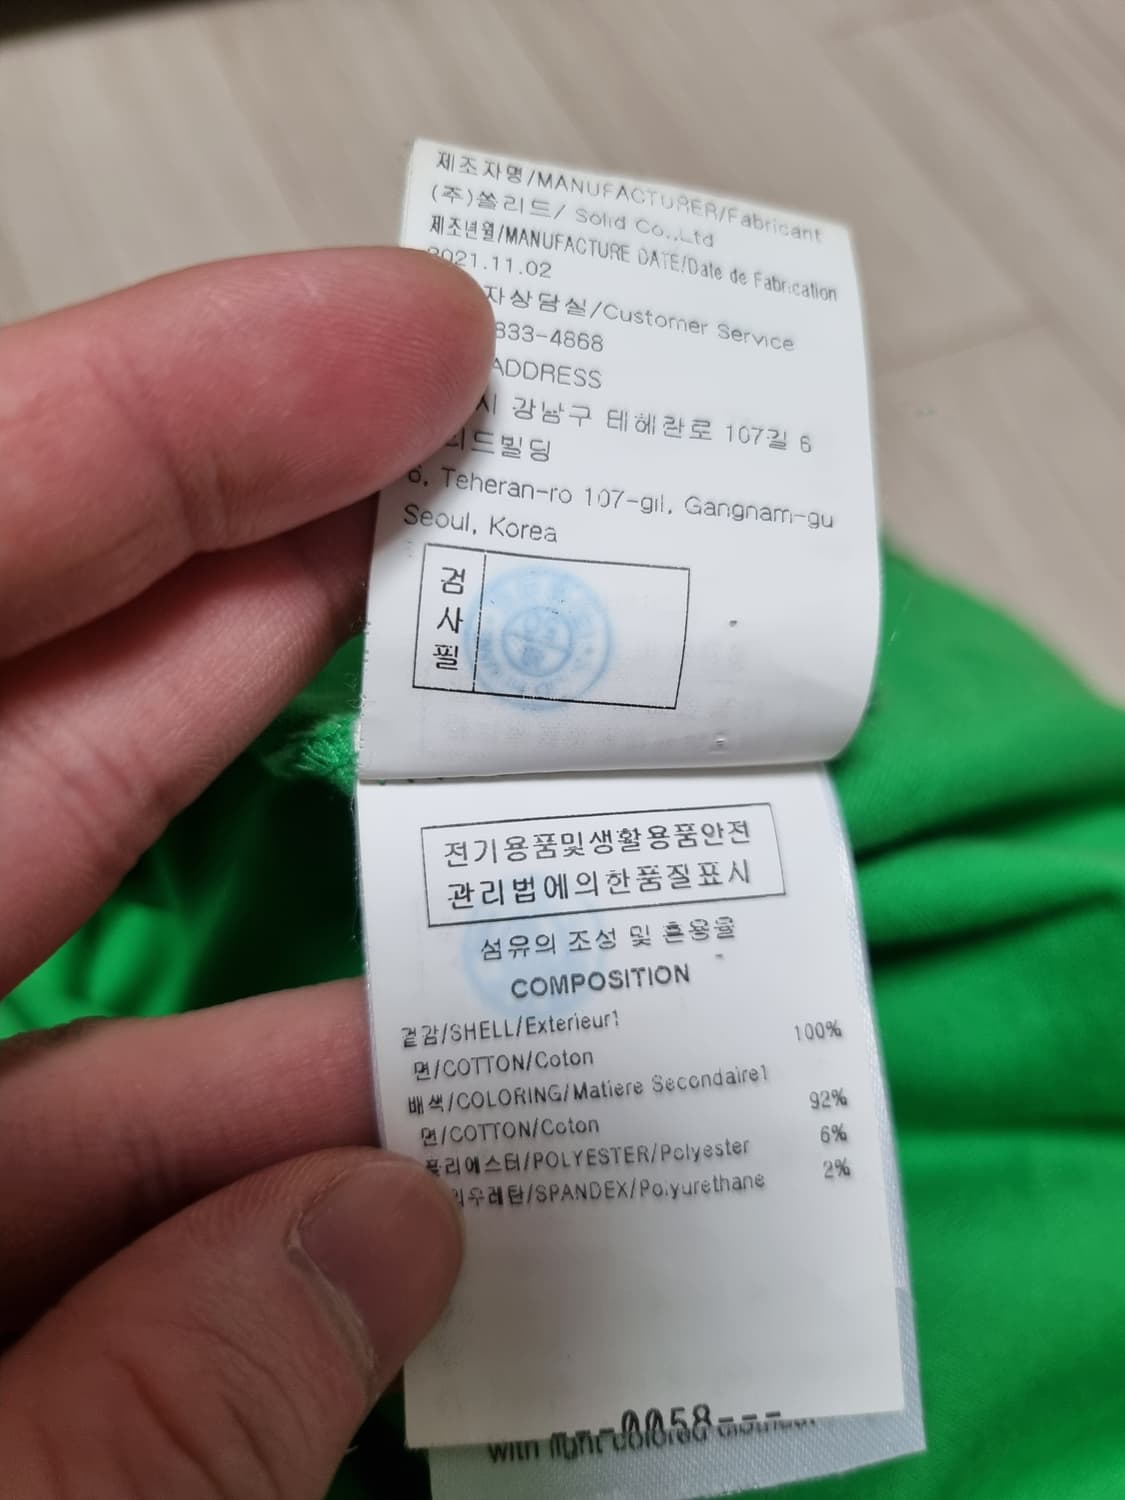 제조자명/MANUFACTURER/Fabricant
(주)쏠리드/ Solid Co.,Ltd
제조년월/MANUFACTURE DATE/Date de Fabrication
2021.11.02
자상담실/Customer Service
833-4868
ADDRESS
시 강남구 테헤란로 107길 6
리드빌딩
6, Teheran-ro 107-gil, Gangnam-gu
Seoul, Korea
검사필
전기용품및생활용품안전
관리법에의한품질표시
섬유의 조성 및 혼용율
COMPOSITION
겉감/SHELL/Exterieur1
면/COTTON/Coton 100%
배색/COLORING/Matiere Secondaire1
면/COTTON/Coton 92%
폴리에스터/POLYESTER/Polyester 6%
리우레탄/SPANDEX/Polyurethane 2%
0058---
with light colored